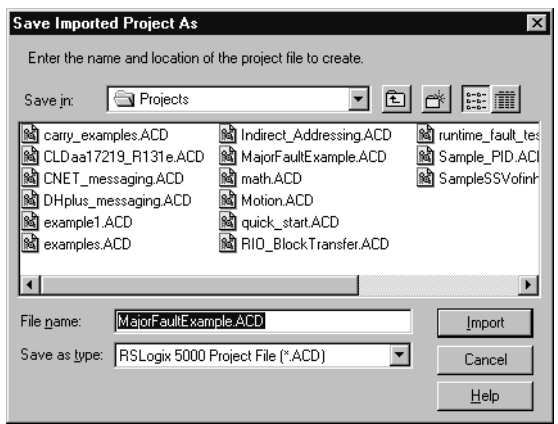 Save Imported Project As
Enter the name and location of the project file to create.
Save in: Projects
carry_examples.ACD
CLDaa17219_R131e.ACD
CNET_messaging.ACD
DHplus_messaging.ACD
example1.ACD
examples.ACD
Indirect_Addressing.ACD
MajorFaultExample.ACD
math.ACD
Motion.ACD
quick_start.ACD
RIO_BlockTransfer.ACD
runtime_fault_tes
Sample_PID.ACI
SampleSSVofinh
File name: MajorFaultExample.ACD
Import
Save as type: RSLogix 5000 Project File (*.ACD)
Cancel
Help